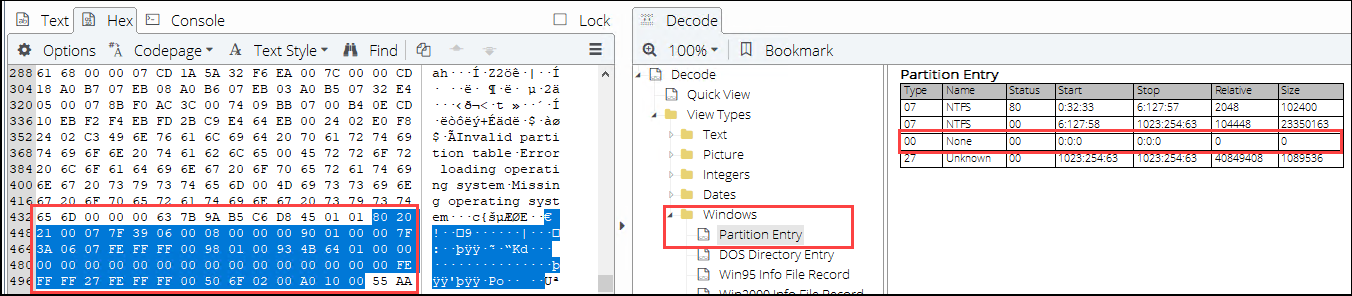 Text Hex Console Lock
Options Codepage Text Style Find
288 61 68 00 00 07 CD 1A 5A 32 F6 EA 00 7C 00 00 CD ah···Í·Z2öê·|··Í
304 18 A0 B7 07 EB 08 A0 B6 07 EB 03 A0 B5 07 32 E4 · ··ë· ¶·ë· µ·2ä
320 05 00 07 8B F0 AC 3C 00 74 09 BB 07 00 B4 0E CD ···‹ð¬<·t·»··´·Í
336 10 EB F2 F4 EB FD 2B C9 E4 64 EB 00 24 02 E0 F8 ·ëòôëý+Éädë·$·àø
352 24 02 C3 49 6E 76 61 6C 69 64 20 70 61 72 74 69 $·ÃInvalid parti
368 74 69 6F 6E 20 74 61 62 6C 65 00 45 72 72 6F 72 tion table·Error
384 20 6C 6F 61 64 69 6E 67 20 6F 70 65 72 61 74 69 loading operati
400 6E 67 20 73 79 73 74 65 6D 00 4D 69 73 73 69 6E ng system·Missin
416 67 20 6F 70 65 72 61 74 69 6E 67 20 73 79 73 74 g operating syst
432 65 6D 00 00 00 63 7B 9A B5 C6 D8 45 01 01 80 20 em···c{šµÆØE··€
448 21 00 07 7F 39 06 00 08 00 00 00 90 01 00 00 7F !··□9······|···□
464 3A 06 07 FE FF FF 00 98 01 00 93 4B 64 01 00 00 :··þÿÿ·˜·“Kd···
480 00 00 00 00 00 00 00 00 00 00 00 00 00 00 00 FE ···············þ
496 FF FF 27 FE FF FF 00 50 6F 02 00 A0 10 00 55 AA ÿÿ'þÿÿ·Po·· ··Uª
Decode
100% Bookmark
Decode
Quick View
View Types
Text
Picture
Integers
Dates
Windows
Partition Entry
DOS Directory Entry
Win95 Info File Record
Win2000 Info File Record
Partition Entry
Type Name Status Start Stop Relative Size
07 NTFS 80 0:32:33 6:127:57 2048 102400
07 NTFS 00 6:127:58 1023:254:63 104448 23350163
00 None 00 0:0:0 0:0:0 0 0
27 Unknown 00 1023:254:63 1023:254:63 40849408 1089536